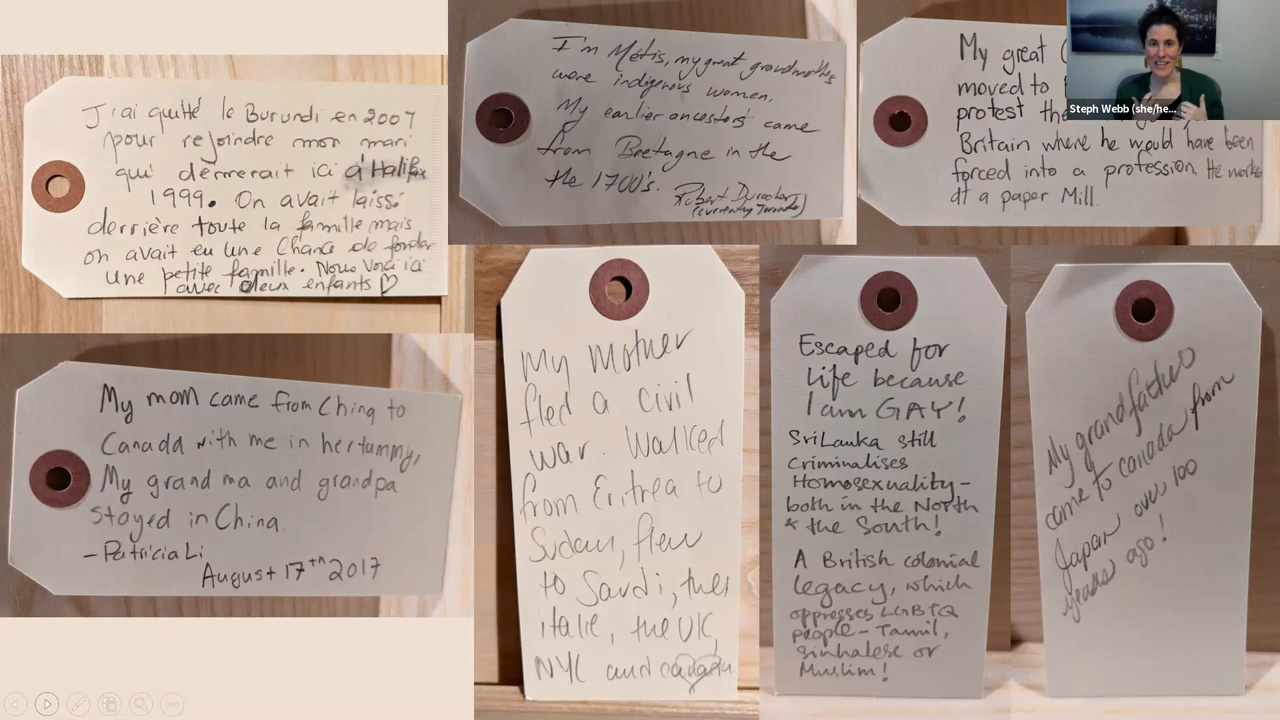 J'ai quitté le Burundi en 2007
pour rejoindre mon mari
qui démerait ici à Halifax
1999. On avait laissé
derrière toute la famille mais
on avait eu une Chance de fonder
une petite famille. Nous voici ici
avec deux enfants ♡
I'm Métis, my great grandmothers
were indigenous women.
My earlier ancestors came
from Bretagne in the
the 1700's.
Robert
(currently Toronto)
My great
moved to
protest the
Britain where he would have been
forced into a profession. He works
at a paper Mill.
Steph Webb (she/he...
My mom came from China to
Canada with me in her tummy,
My grand ma and grandpa
stayed in China.
- Patricia Li
August 17th 2017
My mother
fled a civil
war. Walked
from Eritrea to
Sudan, flew
to Saudi, then
italie, the UK,
NYC and canada
Escaped for
life because
I am GAY!
Sri Lanka still
criminalises
Homosexuality-
both in the North
& the South!
A British colonial
legacy, which
oppresses LGBTQ
people - Tamil,
Sinhalese or
Muslim!
My grandfather
came to canada from
Japan over 100
years ago!